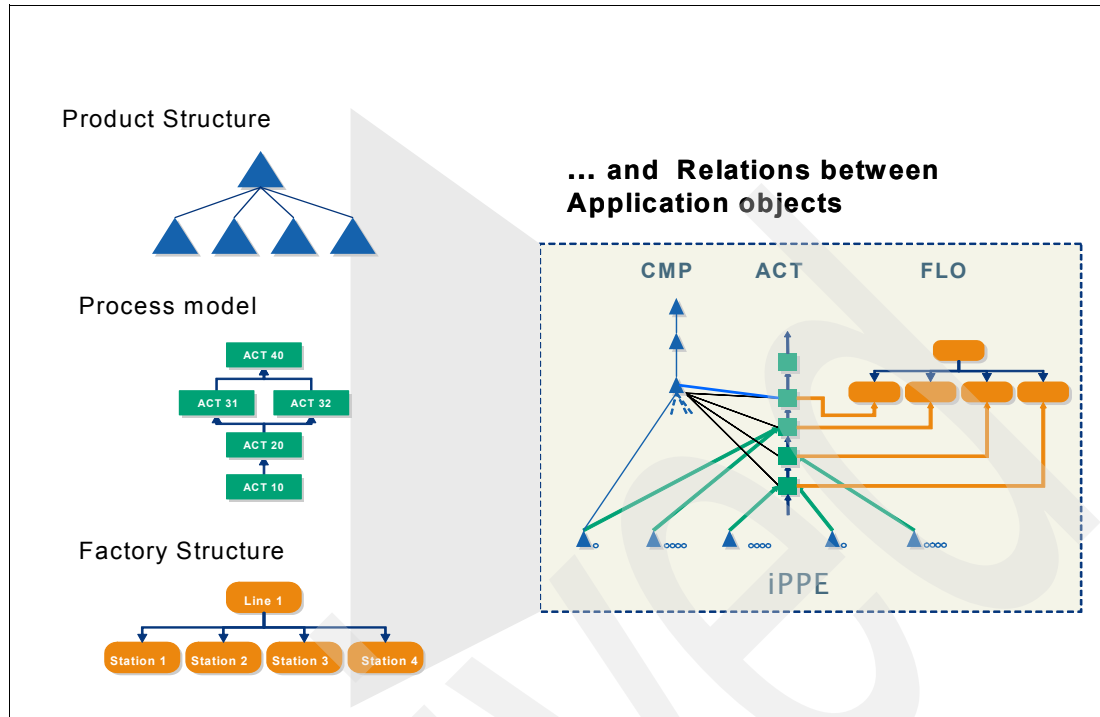 Product Structure
Process model
ACT 40
ACT 31 ACT 32
ACT 20
ACT 10
Factory Structure
Line 1
Station 1 Station 2 Station 3 Station 4
... and Relations between
Application objects
CMP ACT FLO
iPPE